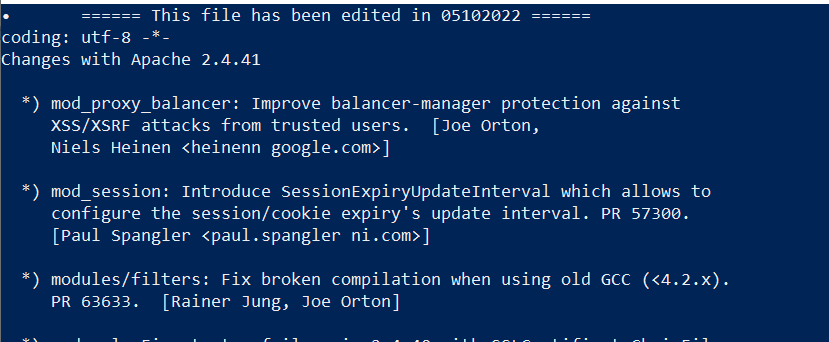 • ====== This file has been edited in 05102022 ======
coding: utf-8 -*-
Changes with Apache 2.4.41
*) mod_proxy_balancer: Improve balancer-manager protection against
XSS/XSRF attacks from trusted users. [Joe Orton,
Niels Heinen <heinenn google.com>]
*) mod_session: Introduce SessionExpiryUpdateInterval which allows to
configure the session/cookie expiry's update interval. PR 57300.
[Paul Spangler <paul.spangler ni.com>]
*) modules/filters: Fix broken compilation when using old GCC (<4.2.x).
PR 63633. [Rainer Jung, Joe Orton]